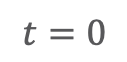 t = 0